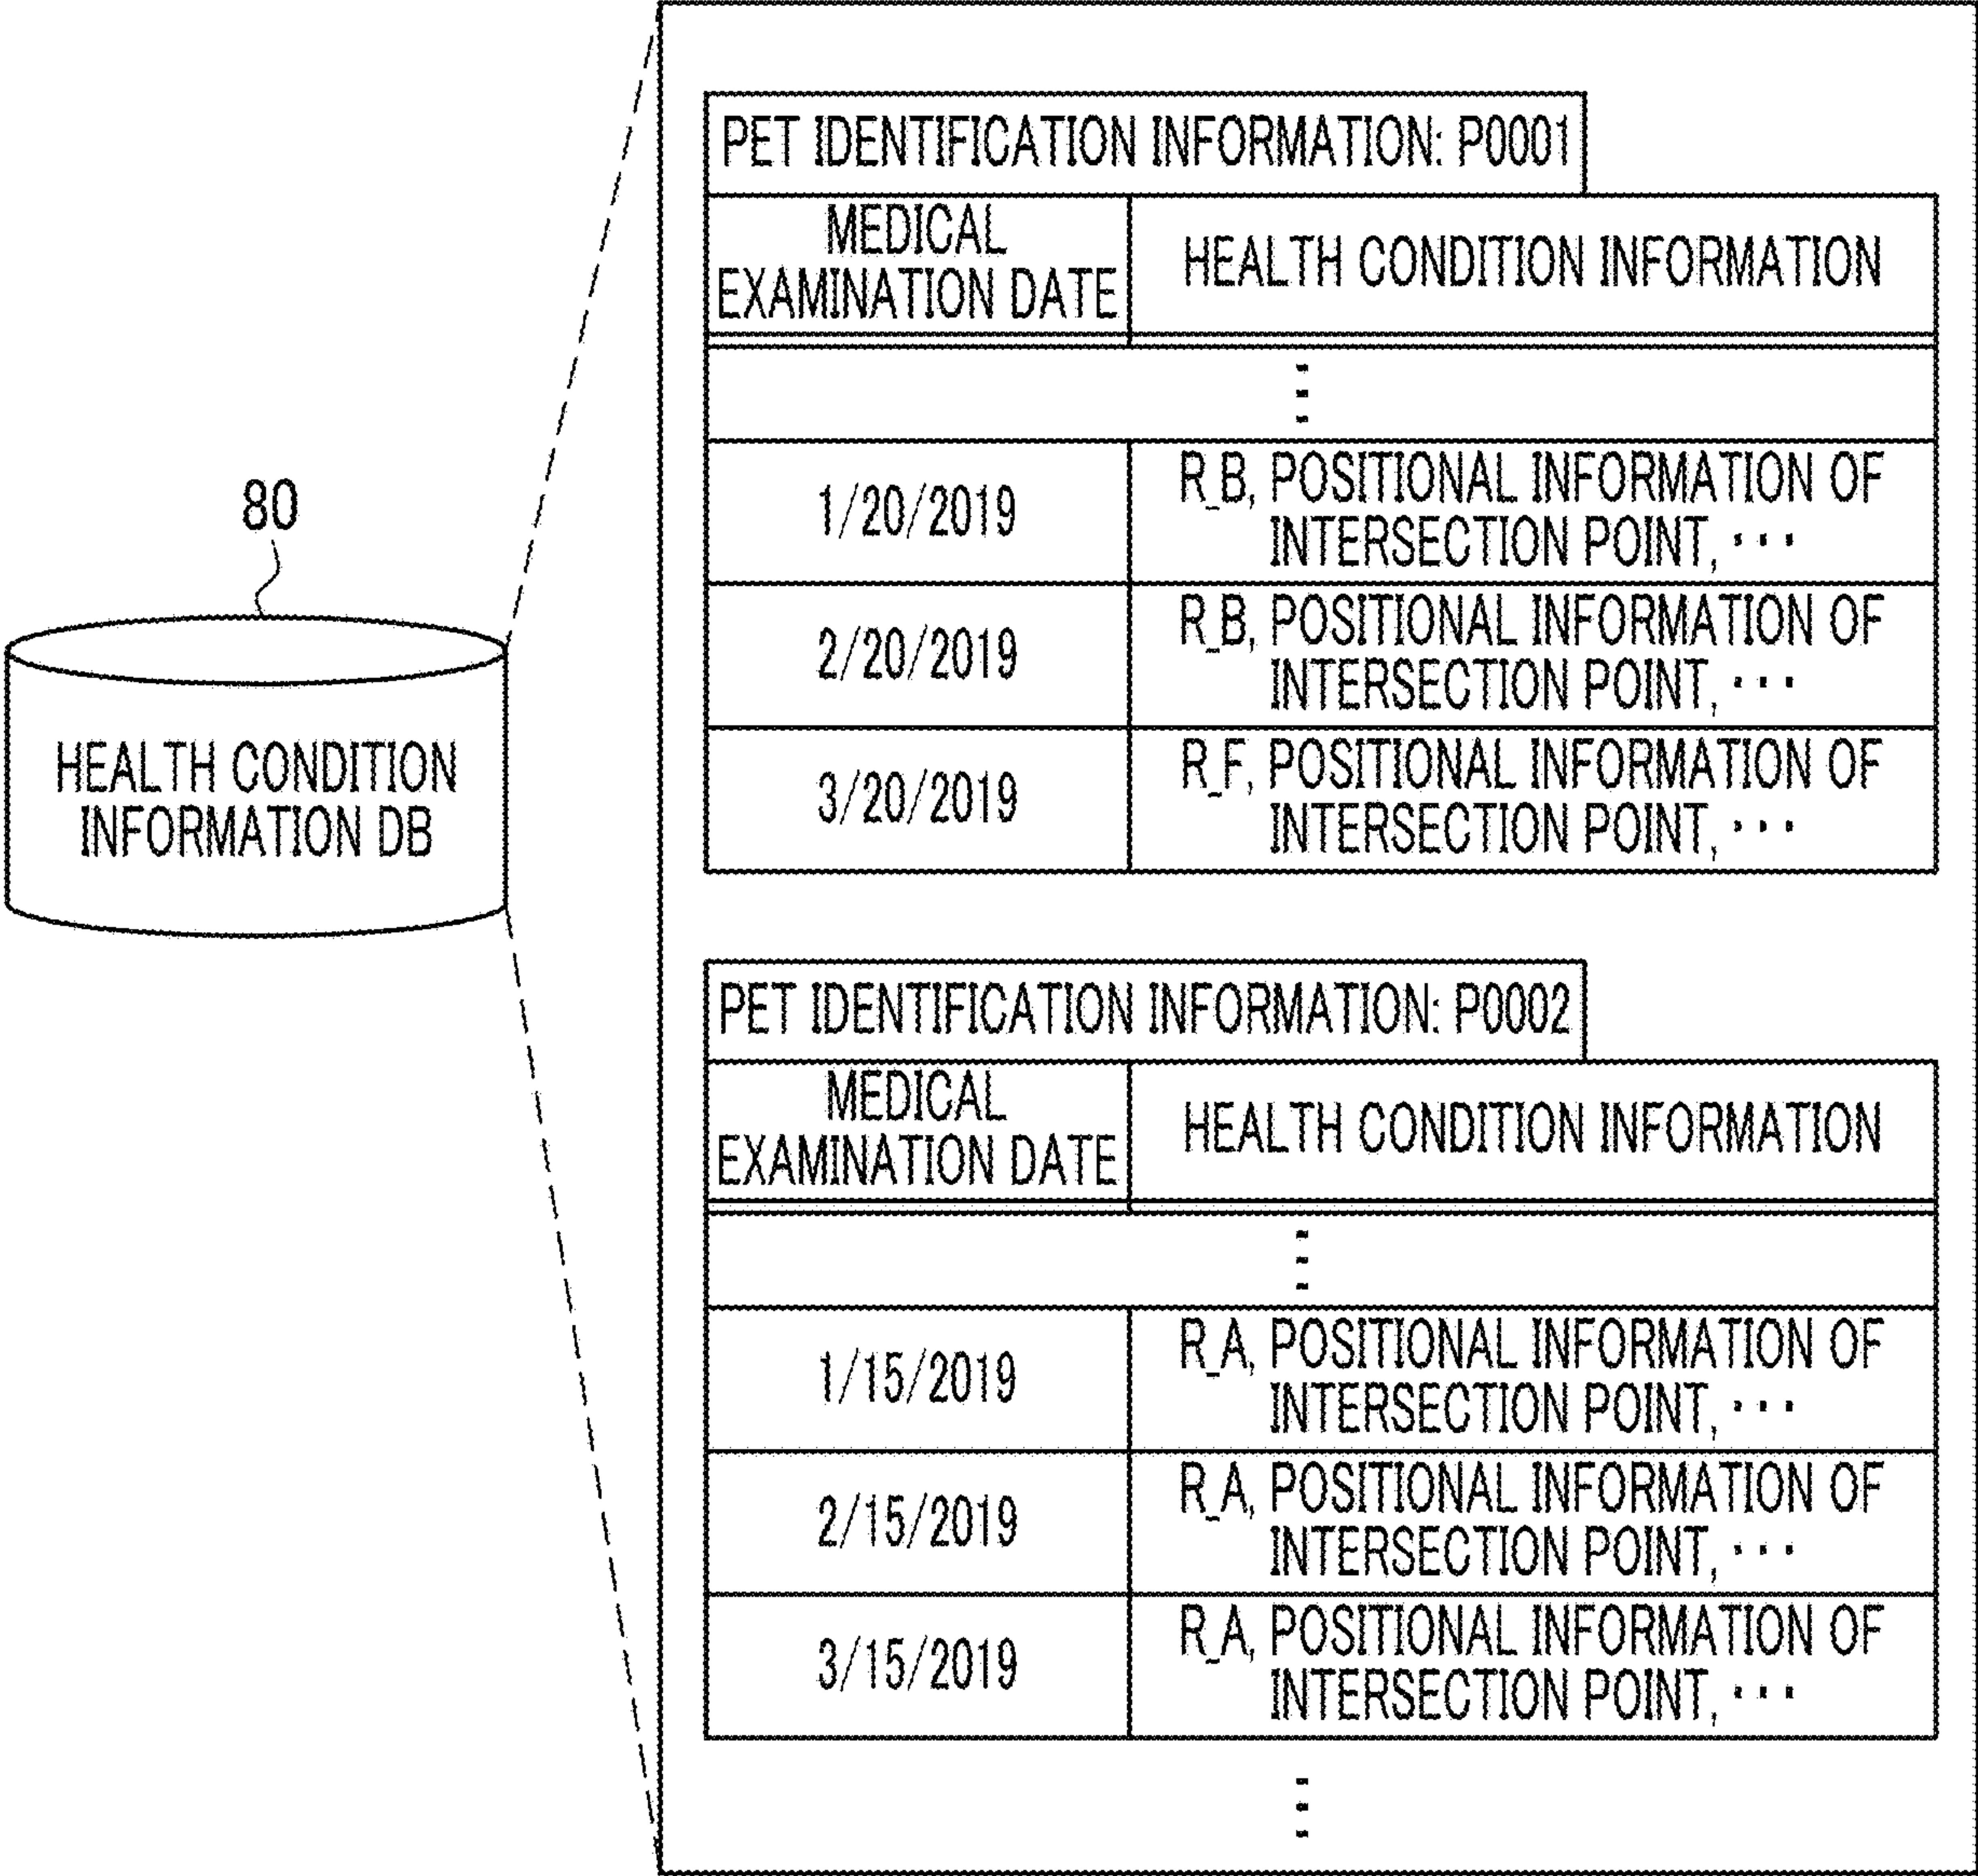 80
HEALTH CONDITION
INFORMATION DB
PET IDENTIFICATION INFORMATION: P0001
MEDICAL
EXAMINATION DATE
HEALTH CONDITION INFORMATION
⋮
1/20/2019
R_B, POSITIONAL INFORMATION OF
INTERSECTION POINT, ···
2/20/2019
R_B, POSITIONAL INFORMATION OF
INTERSECTION POINT, ···
3/20/2019
R_F, POSITIONAL INFORMATION OF
INTERSECTION POINT, ···
PET IDENTIFICATION INFORMATION: P0002
MEDICAL
EXAMINATION DATE
HEALTH CONDITION INFORMATION
⋮
1/15/2019
R_A, POSITIONAL INFORMATION OF
INTERSECTION POINT, ···
2/15/2019
R_A, POSITIONAL INFORMATION OF
INTERSECTION POINT, ···
3/15/2019
R_A, POSITIONAL INFORMATION OF
INTERSECTION POINT, ···
⋮